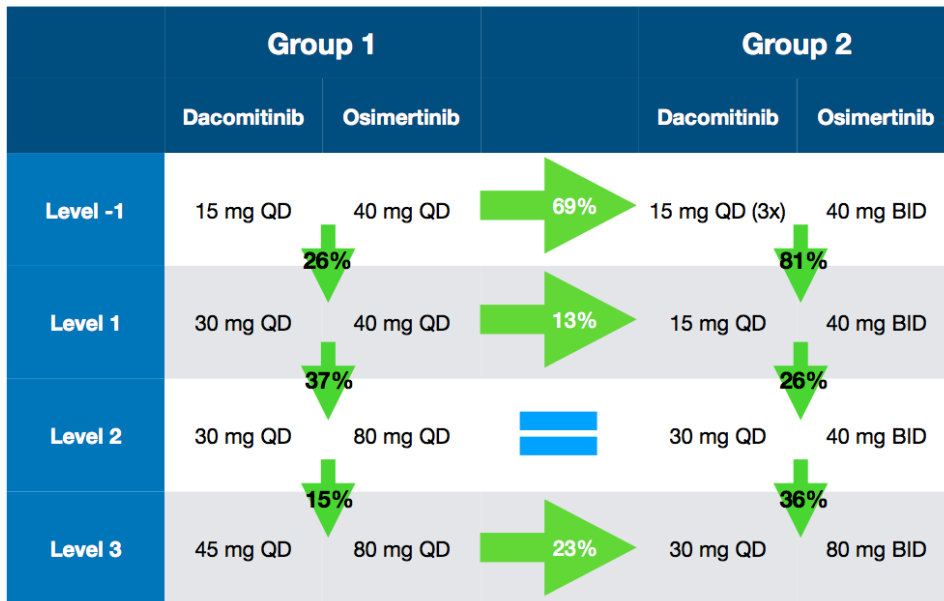 Group 1 Group 2
Dacomitinib Osimertinib Dacomitinib Osimertinib
Level -1 15 mg QD 40 mg QD 69% 15 mg QD (3x) 40 mg BID
26% 81%
Level 1 30 mg QD 40 mg QD 13% 15 mg QD 40 mg BID
37% 26%
Level 2 30 mg QD 80 mg QD 30 mg QD 40 mg BID
15% 36%
Level 3 45 mg QD 80 mg QD 23% 30 mg QD 80 mg BID